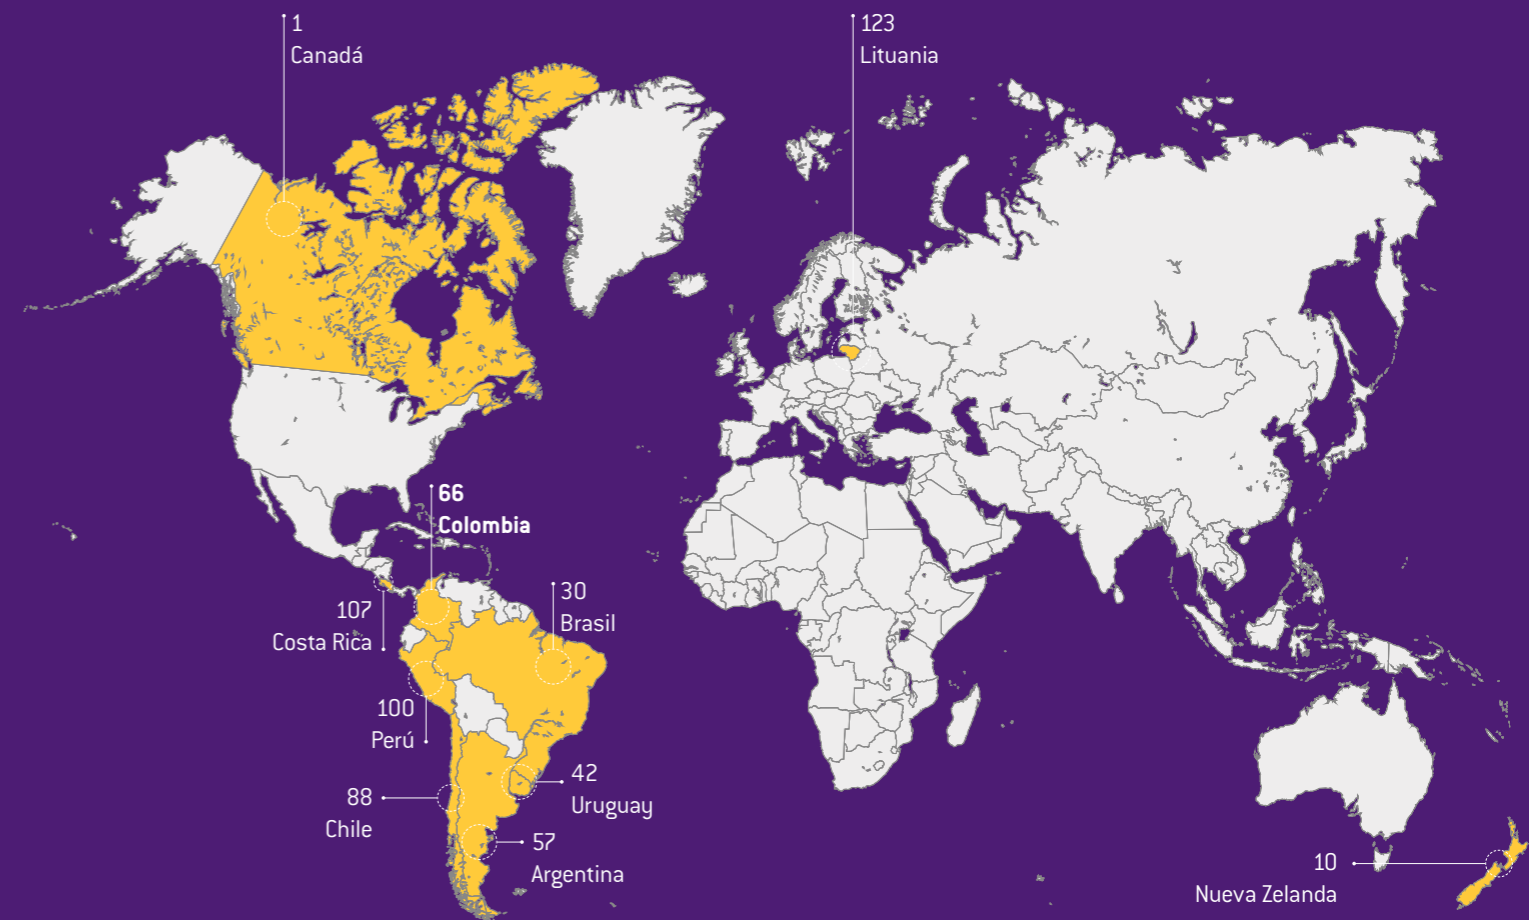 1
Canadá
123
Lituania
66
Colombia
30
Brasil
107
Costa Rica
100
Perú
42
Uruguay
88
Chile
57
Argentina
10
Nueva Zelanda